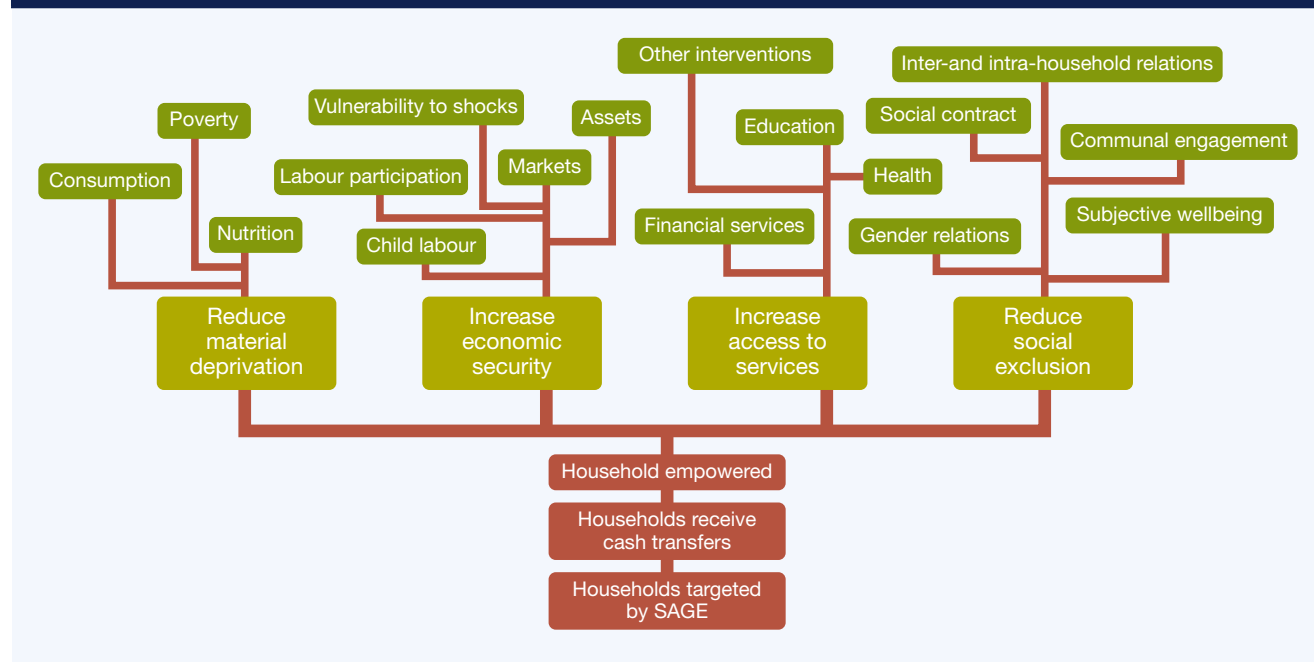 Other interventions
Inter-and intra-household relations
Vulnerability to shocks
Assets
Poverty
Education
Social contract
Communal engagement
Consumption
Labour participation
Markets
Health
Nutrition
Child labour
Financial services
Gender relations
Subjective wellbeing
Reduce
material
deprivation
Increase
economic
security
Increase
access to
services
Reduce
social
exclusion
Household empowered
Households receive
cash transfers
Households targeted
by SAGE